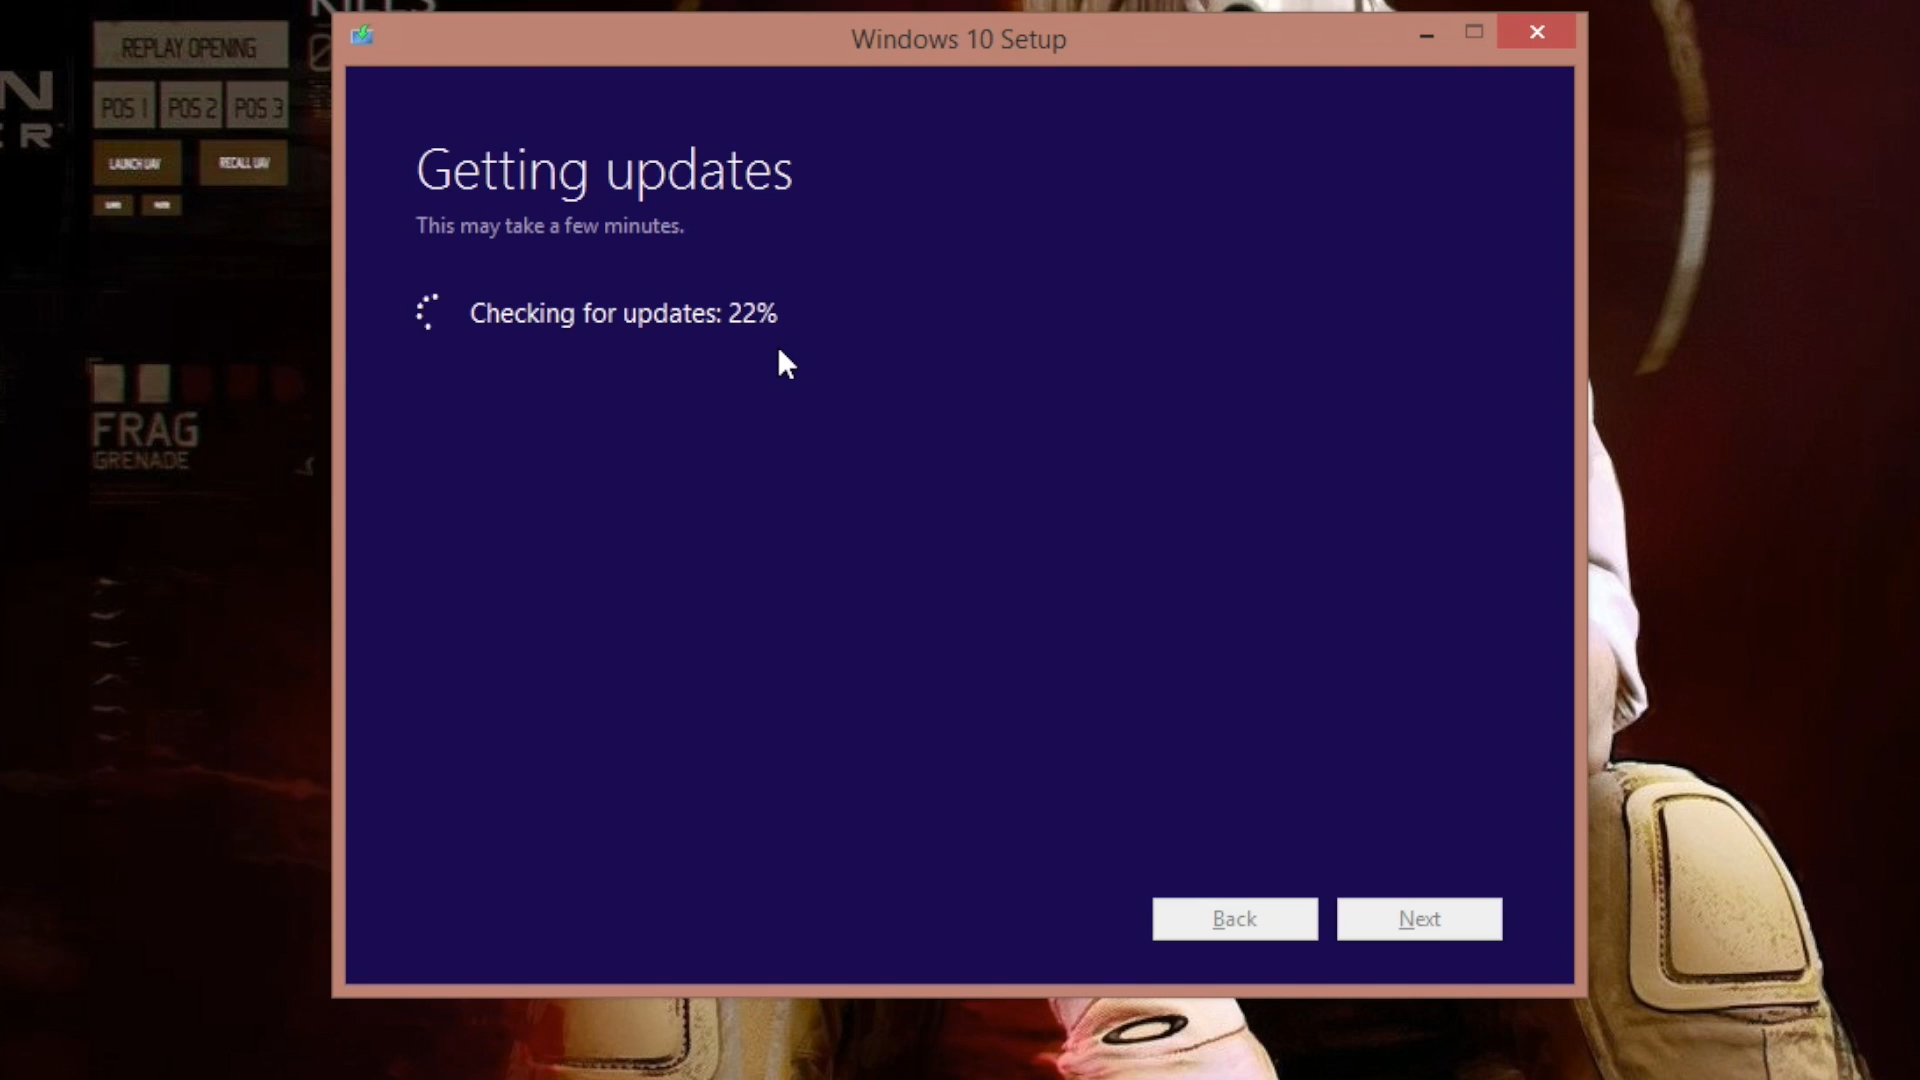 Windows 10 Setup
Getting updates
This may take a few minutes.
Checking for updates: 22%
Back
Next
REPLAY OPENING
POS 1
POS 2
POS 3
LAUNCH UAV
RECALL UAV
FRAG
GRENADE